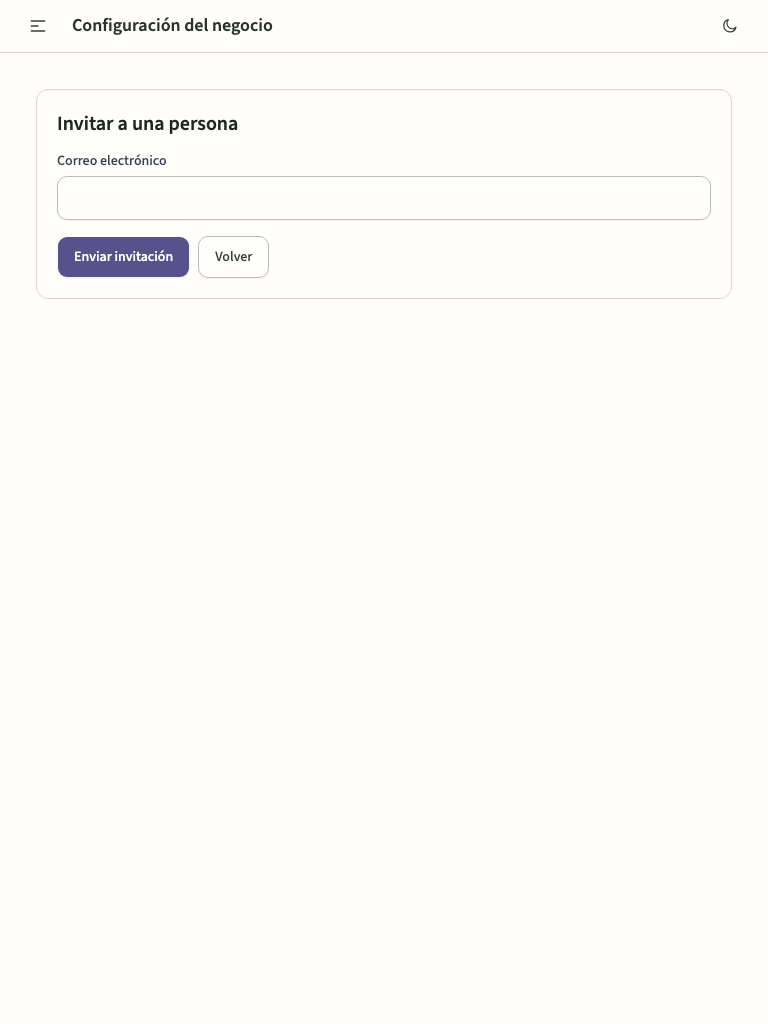 Configuración del negocio
Invitar a una persona
Correo electrónico
Enviar invitación
Volver